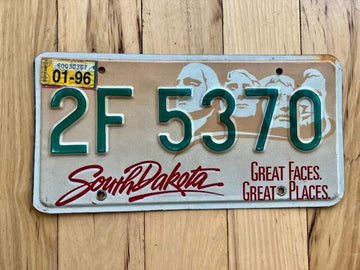 01-96
2F 5370
South Dakota
GREAT FACES.
GREAT PLACES.